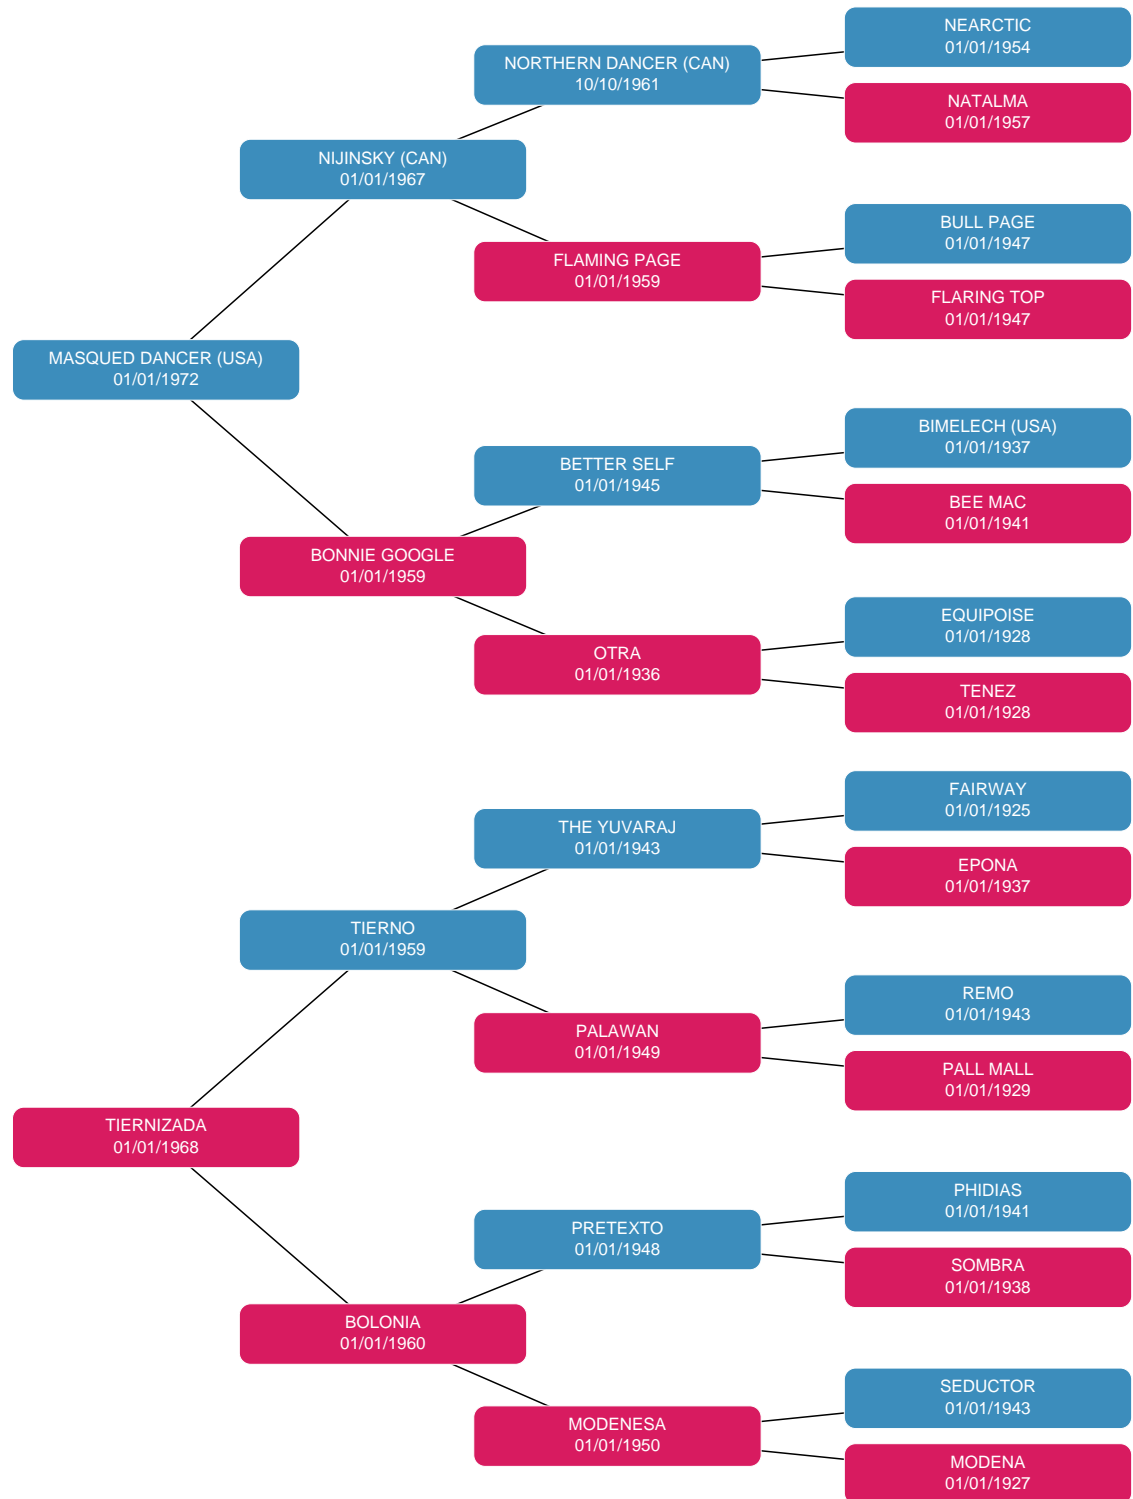 NEARCTIC
01/01/1954
NORTHERN DANCER (CAN)
10/10/1961
NATALMA
01/01/1957
NIJINSKY (CAN)
01/01/1967
BULL PAGE
01/01/1947
FLAMING PAGE
01/01/1959
FLARING TOP
01/01/1947
MASQUED DANCER (USA)
01/01/1972
BIMELECH (USA)
01/01/1937
BETTER SELF
01/01/1945
BEE MAC
01/01/1941
BONNIE GOOGLE
01/01/1959
EQUIPOISE
01/01/1928
OTRA
01/01/1936
TENEZ
01/01/1928
FAIRWAY
01/01/1925
THE YUVARAJ
01/01/1943
EPONA
01/01/1937
TIERNO
01/01/1959
REMO
01/01/1943
PALAWAN
01/01/1949
PALL MALL
01/01/1929
TIERNIZADA
01/01/1968
PHIDIAS
01/01/1941
PRETEXTO
01/01/1948
SOMBRA
01/01/1938
BOLONIA
01/01/1960
SEDUCTOR
01/01/1943
MODENESA
01/01/1950
MODENA
01/01/1927